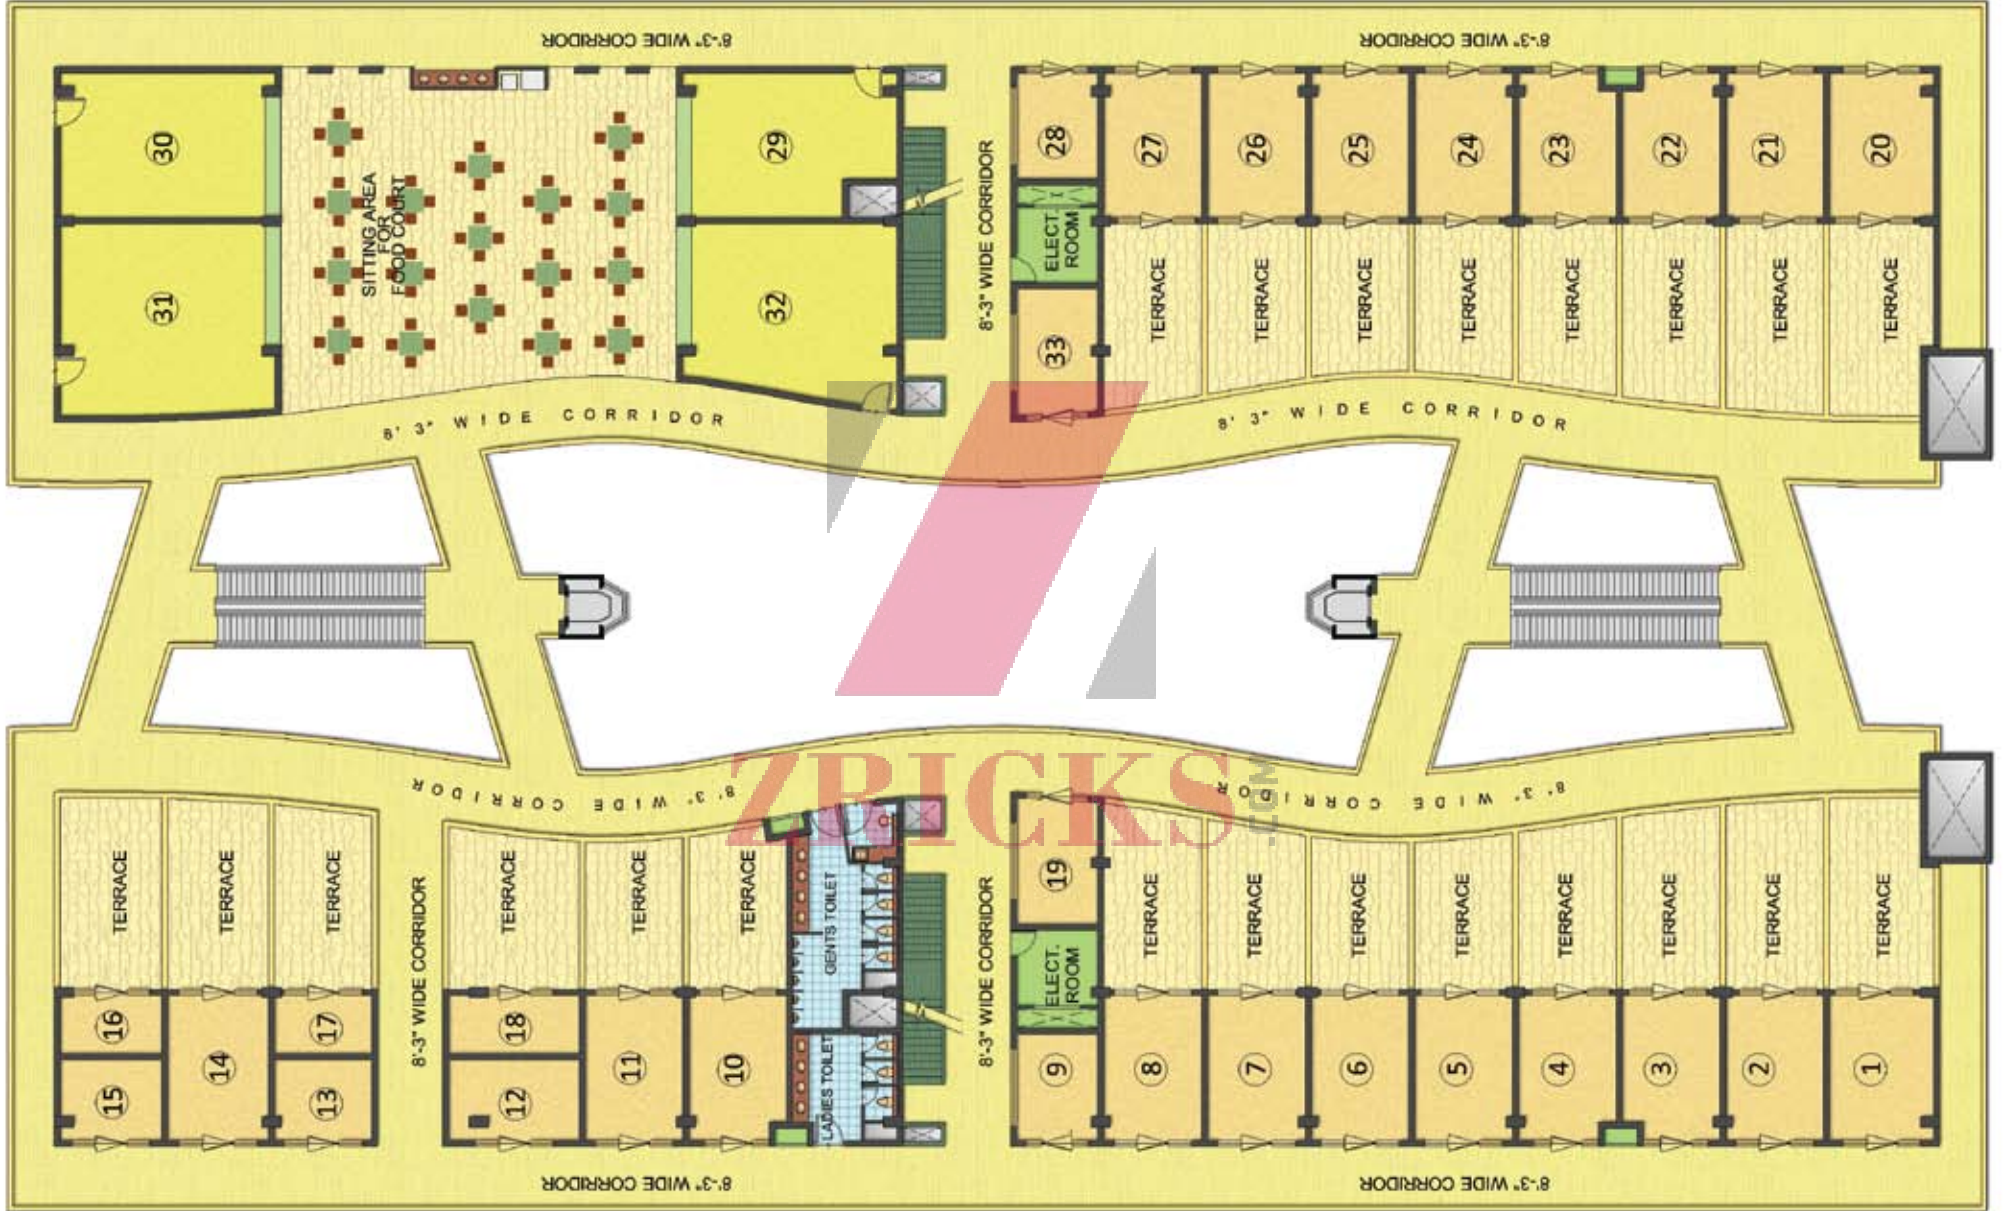 8'-3" WIDE CORRIDOR
8'-3" WIDE CORRIDOR
30
29
28
27
26
25
24
23
22
21
20
SITTING AREA
FOR
FOOD COURT
8'-3" WIDE CORRIDOR
ELECT.
ROOM
31
32
33
TERRACE
TERRACE
TERRACE
TERRACE
TERRACE
TERRACE
TERRACE
TERRACE
8' 3" WIDE CORRIDOR
8' 3" WIDE CORRIDOR
ZRICKS
.COM
8' 3" WIDE CORRIDOR
8' 3" WIDE CORRIDOR
TERRACE
TERRACE
TERRACE
8'-3" WIDE CORRIDOR
TERRACE
TERRACE
TERRACE
GENTS TOILET
8'-3" WIDE CORRIDOR
19
TERRACE
TERRACE
TERRACE
TERRACE
TERRACE
TERRACE
TERRACE
TERRACE
ELECT.
ROOM
16
17
18
15
14
13
12
11
10
LADIES TOILET
9
8
7
6
5
4
3
2
1
8'-3" WIDE CORRIDOR
8'-3" WIDE CORRIDOR